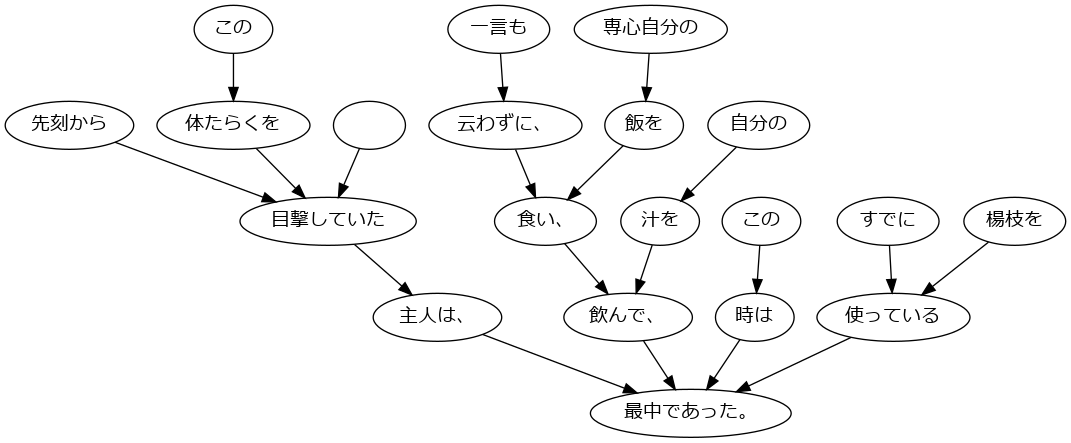 この
一言も
専心自分の
先刻から
体たらくを
云わずに、
飯を
自分の
目撃していた
食い、
汁を
この
すでに
楊枝を
主人は、
飲んで、
時は
使っている
最中であった。